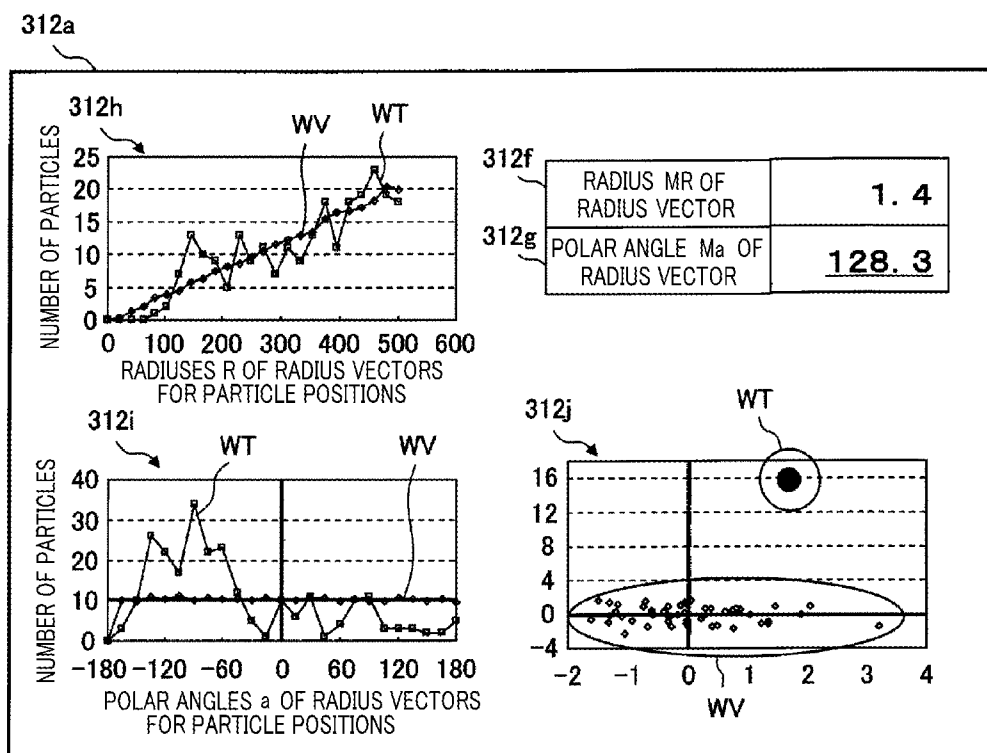 312a
312h
WV
WT
NUMBER OF PARTICLES
25
20
15
10
5
0
0 100 200 300 400 500 600
RADIUSES R OF RADIUS VECTORS
FOR PARTICLE POSITIONS
312f
RADIUS MR OF
RADIUS VECTOR
1. 4
312g
POLAR ANGLE Ma OF
RADIUS VECTOR
128. 3
312i
WT
WV
NUMBER OF PARTICLES
40
30
20
10
0
-180 -120 -60 0 60 120 180
POLAR ANGLES a OF RADIUS VECTORS
FOR PARTICLE POSITIONS
312j
WT
16
12
8
4
0
-4
-2 -1 0 1 2 3 4
WV